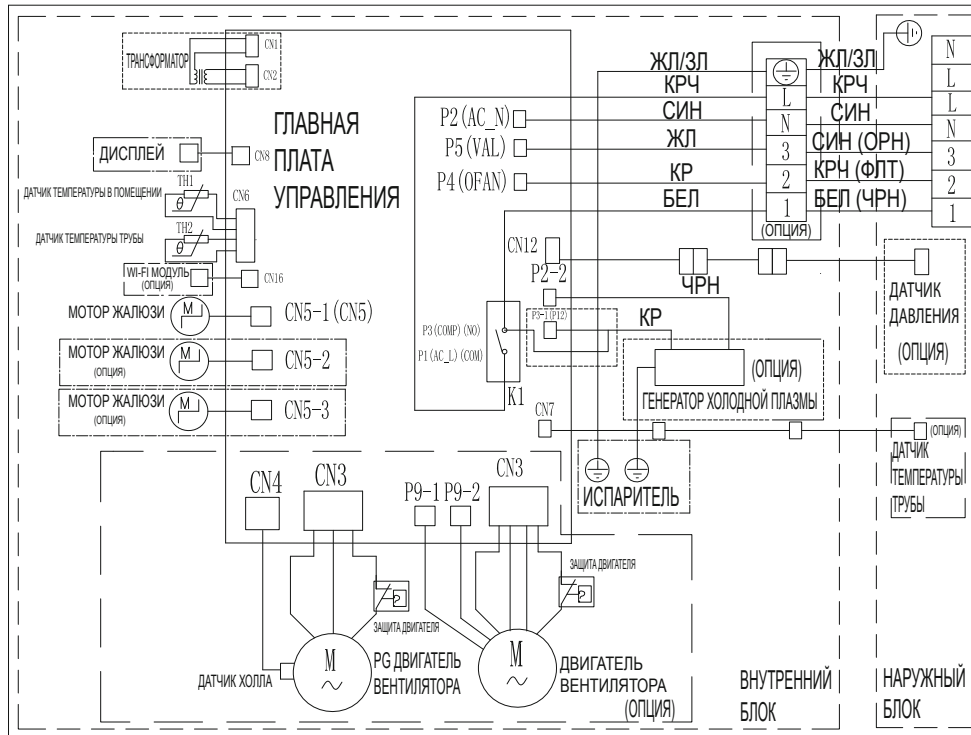 ТРАНСФОРМАТОР
CN1
CN2
ДИСПЛЕЙ
CN8
ГЛАВНАЯ
ПЛАТА
УПРАВЛЕНИЯ
ДАТЧИК ТЕМПЕРАТУРЫ В ПОМЕЩЕНИИ
TH1
θ
CN6
ДАТЧИК ТЕМПЕРАТУРЫ ТРУБЫ
TH2
θ
WI-FI МОДУЛЬ
(ОПЦИЯ)
CN16
МОТОР ЖАЛЮЗИ
M
CN5-1(CN5)
МОТОР ЖАЛЮЗИ
(ОПЦИЯ)
M
CN5-2
МОТОР ЖАЛЮЗИ
(ОПЦИЯ)
M
CN5-3
P2(AC_N)
P5(VAL)
P4(OFAN)
ЖЛ/ЗЛ
КРЧ
СИН
ЖЛ
КР
БЕЛ
L
N
3
2
1
(ОПЦИЯ)
ЖЛ/ЗЛ
КРЧ
СИН
СИН (ОРН)
КРЧ (ФЛТ)
БЕЛ (ЧРН)
N
L
L
N
3
2
1
CN12
P2-2
ЧРН
P3(COMP)(NO)
P1(AC_L)(COM)
K1
P3-1(P12)
КР
(ОПЦИЯ)
ГЕНЕРАТОР ХОЛОДНОЙ ПЛАЗМЫ
ДАТЧИК
ДАВЛЕНИЯ
(ОПЦИЯ)
CN7
(ОПЦИЯ)
ДАТЧИК
ТЕМПЕРАТУРЫ
ТРУБЫ
ИСПАРИТЕЛЬ
CN4
CN3
P9-1
P9-2
CN3
ЗАЩИТА ДВИГАТЕЛЯ
ЗАЩИТА ДВИГАТЕЛЯ
ДАТЧИК ХОЛЛА
M
~
PG ДВИГАТЕЛЬ
ВЕНТИЛЯТОРА
M
~
ДВИГАТЕЛЬ
ВЕНТИЛЯТОРА
(ОПЦИЯ)
ВНУТРЕННИЙ
БЛОК
НАРУЖНЫЙ
БЛОК